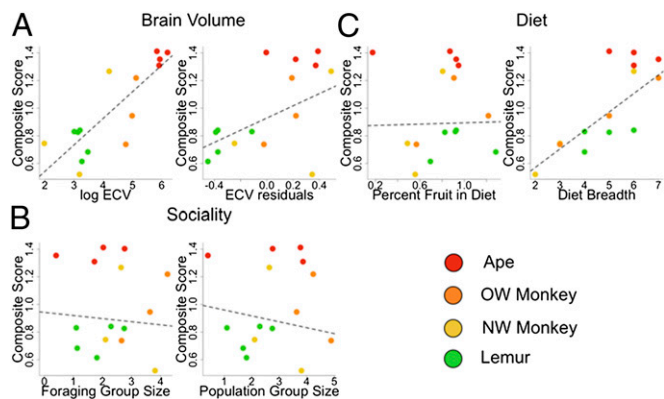 A Brain Volume
Composite Score
0.6 0.8 1.0 1.2 1.4
2 3 4 5 6
log ECV
Composite Score
0.6 0.8 1.0 1.2 1.4
-0.4 0.0 0.2 0.4
ECV residuals
C Diet
Composite Score
0.6 0.8 1.0 1.2 1.4
0.2 0.6 1.0
Percent Fruit in Diet
Composite Score
0.6 0.8 1.0 1.2 1.4
2 3 4 5 6 7
Diet Breadth
B Sociality
Composite Score
0.6 0.8 1.0 1.2 1.4
0 1 2 3 4
Foraging Group Size
Composite Score
0.6 0.8 1.0 1.2 1.4
1 2 3 4 5
Population Group Size
Ape
OW Monkey
NW Monkey
Lemur